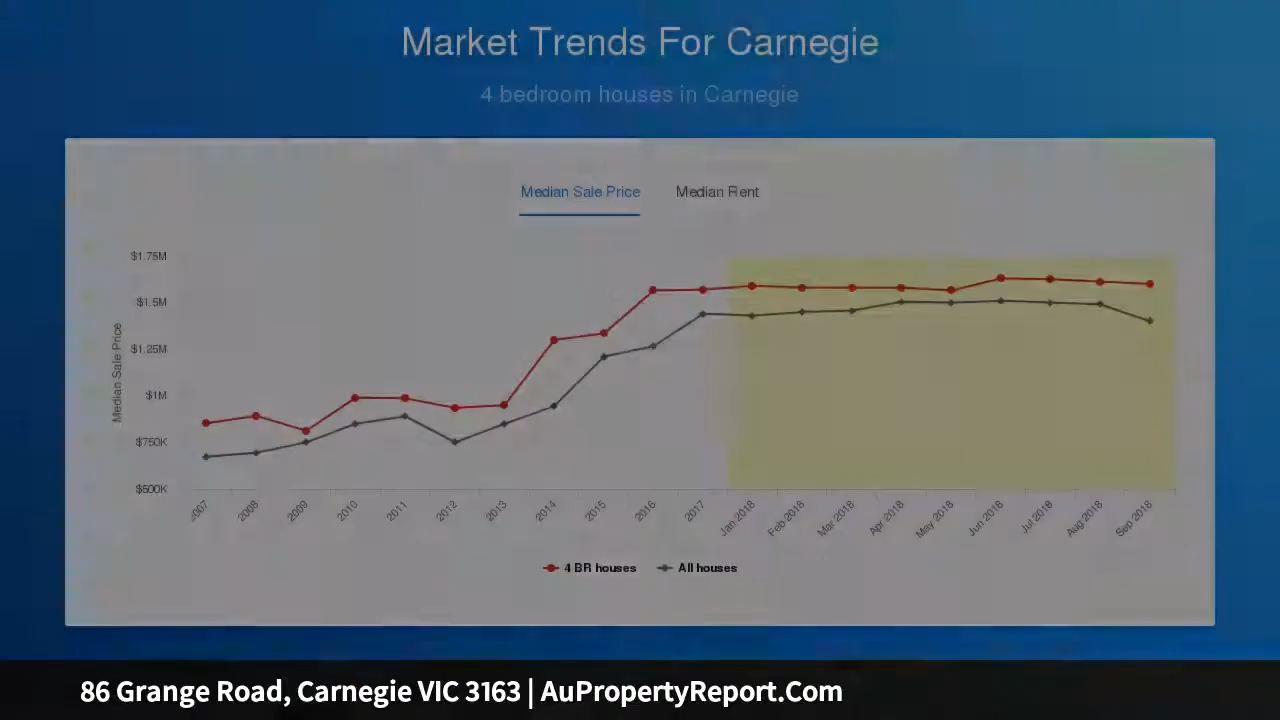 Market Trends For Carnegie
4 bedroom houses in Carnegie
Median Sale Price Median Rent
$1.75M
$1.5M
$1.25M
$1M
$750K
$500K
Median Sale Price
2007 2008 2009 2010 2011 2012 2013 2014 2015 2016 2017 Jan 2018 Feb 2018 Mar 2018 Apr 2018 May 2018 Jun 2018 Jul 2018 Aug 2018 Sep 2018
4 BR houses All houses
86 Grange Road, Carnegie VIC 3163 | AuPropertyReport.Com